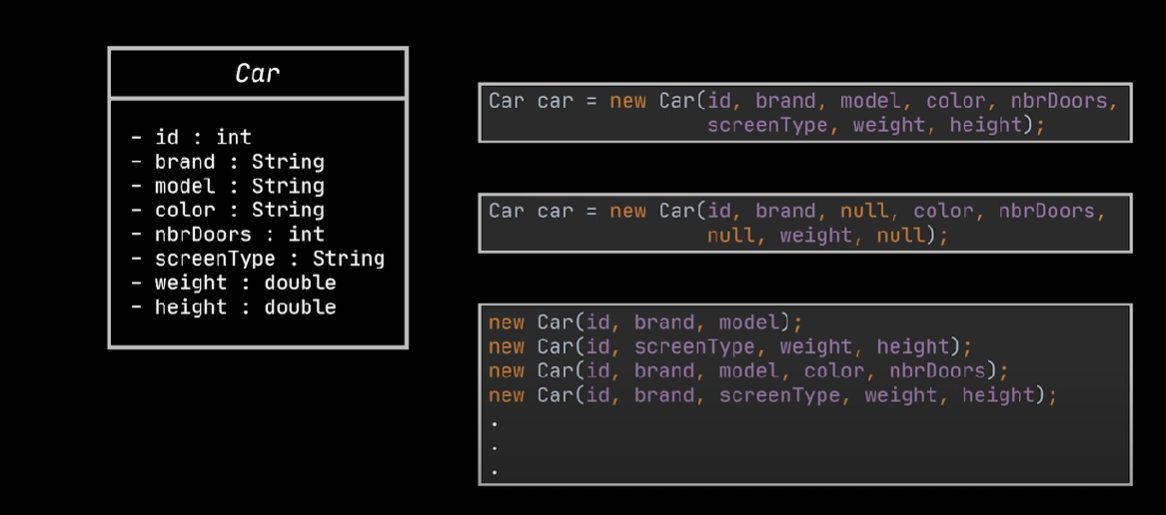 Car
- id : int
- brand : String
- model : String
- color : String
- nbrDoors : int
- screenType : String
- weight : double
- height : double
Car car = new Car(id, brand, model, color, nbrDoors,
screenType, weight, height);
Car car = new Car(id, brand, null, color, nbrDoors,
null, weight, null);
new Car(id, brand, model);
new Car(id, screenType, weight, height);
new Car(id, brand, model, color, nbrDoors);
new Car(id, brand, screenType, weight, height);
.
.
.